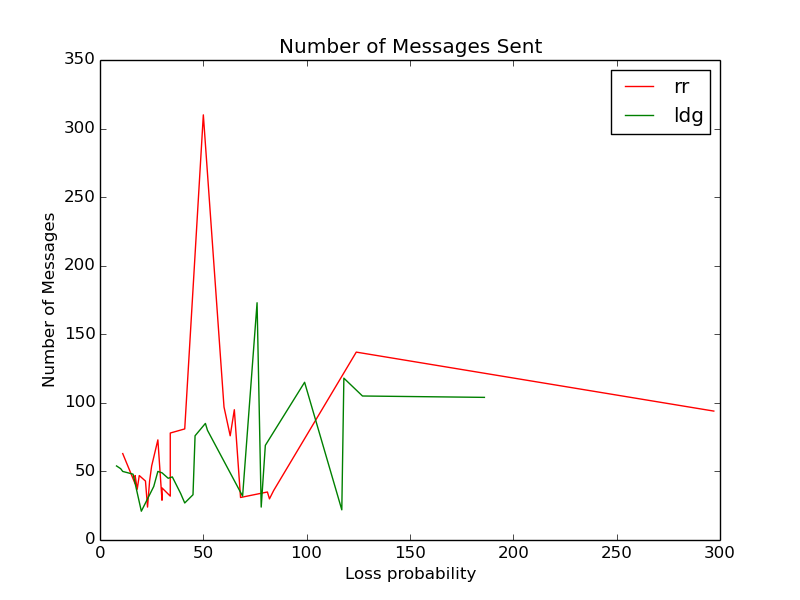 Number of Messages Sent
rr
ldg
Number of Messages
350
300
250
200
150
100
50
0
0 50 100 150 200 250 300
Loss probability